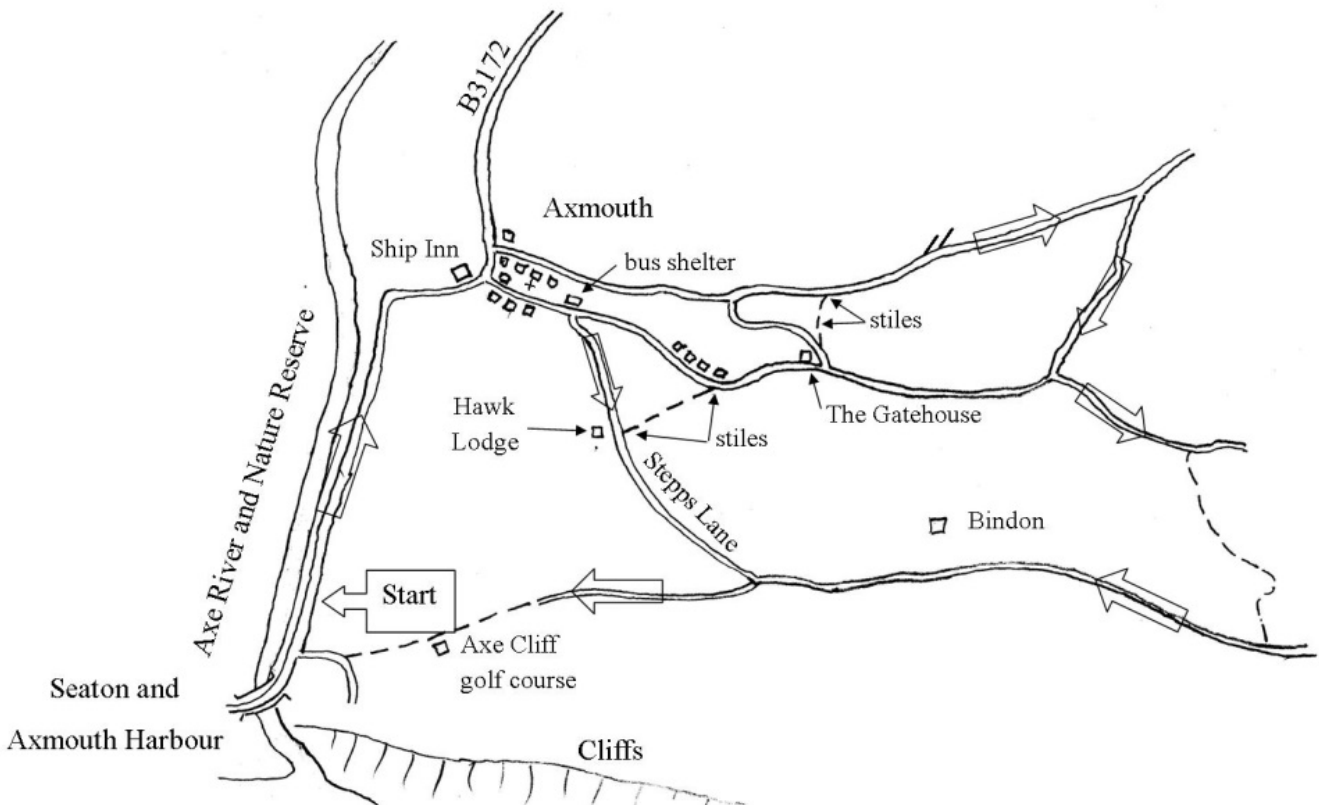 B3172
Axmouth
Ship Inn
bus shelter
stiles
The Gatehouse
Hawk
Lodge
stiles
Stepps Lane
Bindon
Axe River and Nature Reserve
Start
Axe Cliff
golf course
Seaton and
Axmouth Harbour
Cliffs